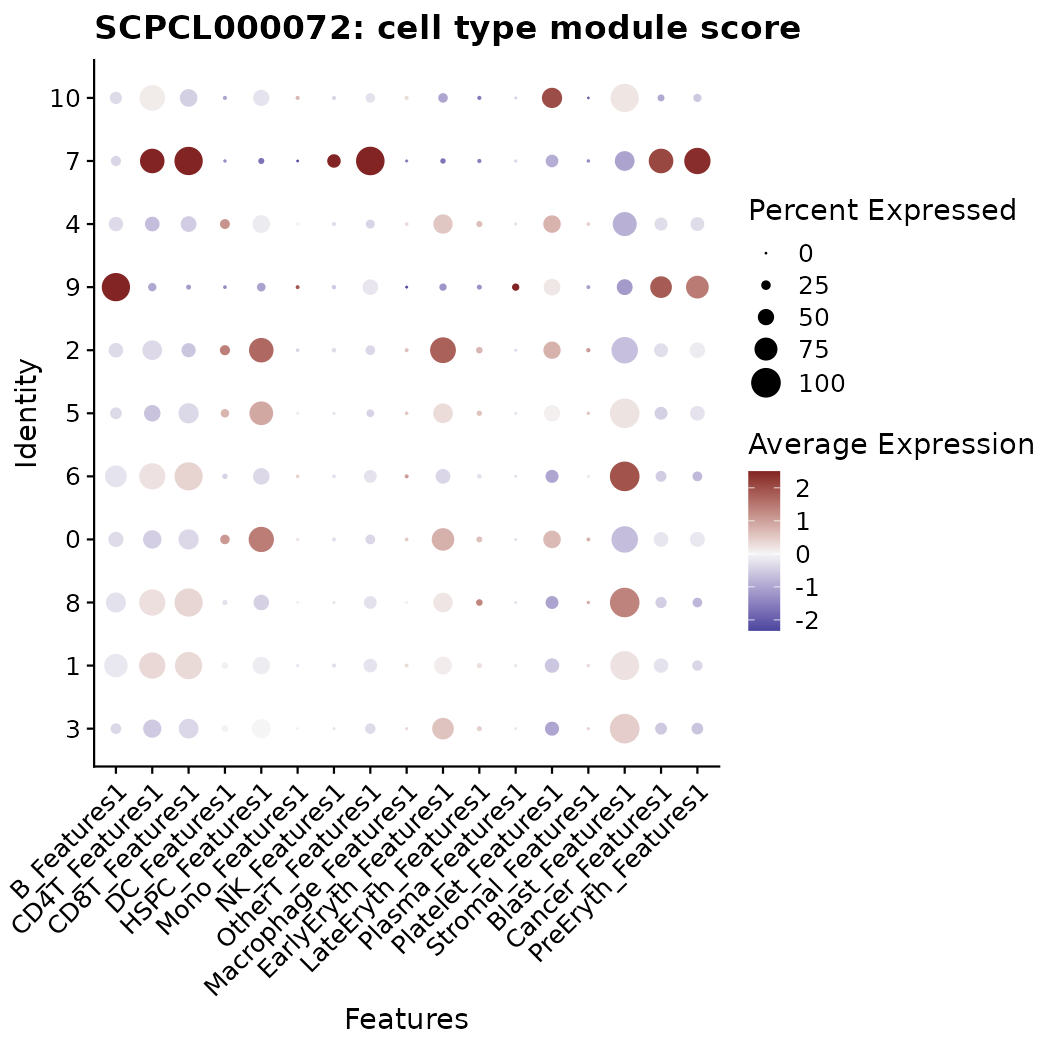 SCPCL000072: cell type module score
Identity
10
7
4
9
2
5
6
0
8
1
3
B_Features1
CD4T_Features1
CD8T_Features1
DC_Features1
HSPC_Features1
Mono_Features1
NK_Features1
OtherT_Features1
Macrophage_Features1
EarlyEryth_Features1
LateEryth_Features1
Plasma_Features1
Platelet_Features1
Stromal_Features1
Blast_Features1
Cancer_Features1
PreEryth_Features1
Features
Percent Expressed
0
25
50
75
100
Average Expression
2
1
0
-1
-2